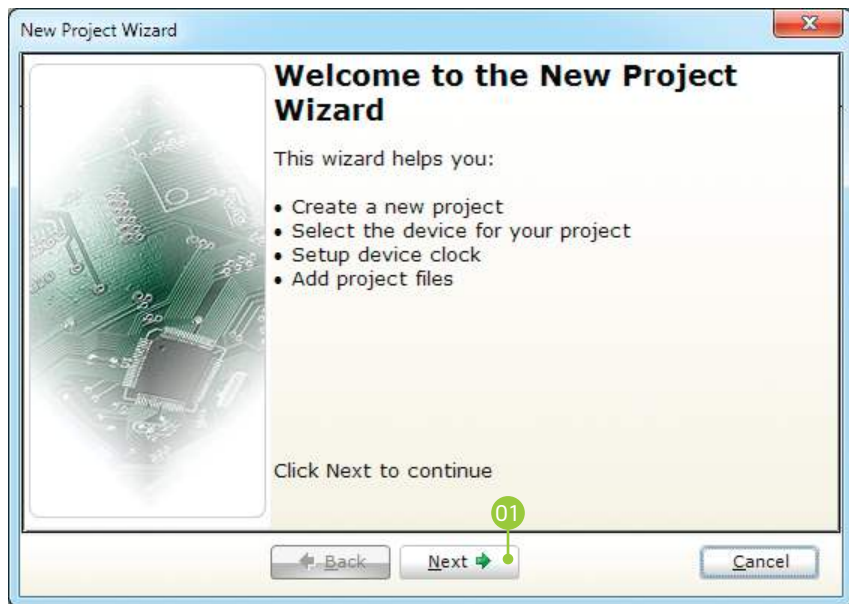 New Project Wizard
Welcome to the New Project
Wizard
This wizard helps you:
• Create a new project
• Select the device for your project
• Setup device clock
• Add project files
Click Next to continue
01
Back Next Cancel